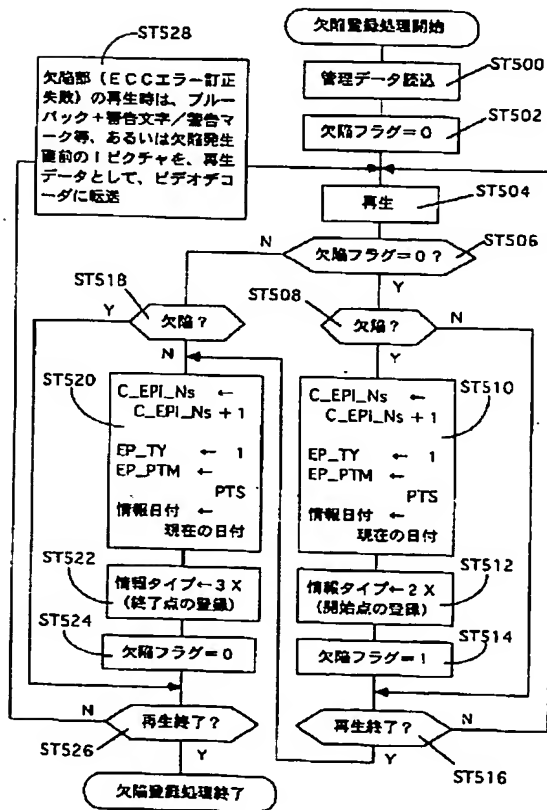 ST528
欠陥登録処理開始
ST500
欠陥部(ECCエラー訂正
失敗)の再生時は、ブルー
バック+警告文字/警告マ
ーク等、あるいは欠陥発生
直前のIピクチャを、再生
データとして、ビデオデコ
ーダに転送
管理データ読込
ST502
欠陥フラグ=0
ST504
再生
ST506
N
欠陥フラグ=0?
Y
ST518
Y
欠陥?
N
ST508
欠陥?
N
Y
ST520
C_EPI_Ns ←
C_EPI_Ns + 1
EP_TY ← 1
EP_PTM ←
PTS
情報日付 ←
現在の日付
ST510
C_EPI_Ns ←
C_EPI_Ns + 1
EP_TY ← 1
EP_PTM ←
PTS
情報日付 ←
現在の日付
ST522
情報タイプ←3X
(終了点の登録)
ST512
情報タイプ←2X
(開始点の登録)
ST524
欠陥フラグ=0
ST514
欠陥フラグ=1
N
再生終了?
ST526
Y
再生終了?
N
Y
ST516
欠陥登録処理終了